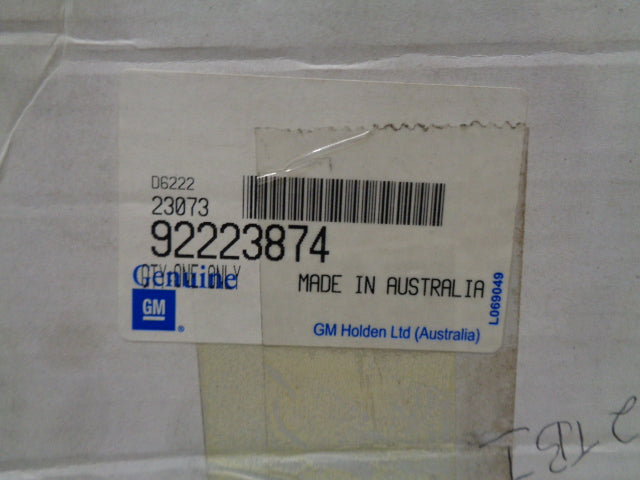 D6222
23073
92223874
QTY ONE ONLY
Genuine
GM
®
MADE IN AUSTRALIA
L069049
GM Holden Ltd (Australia)